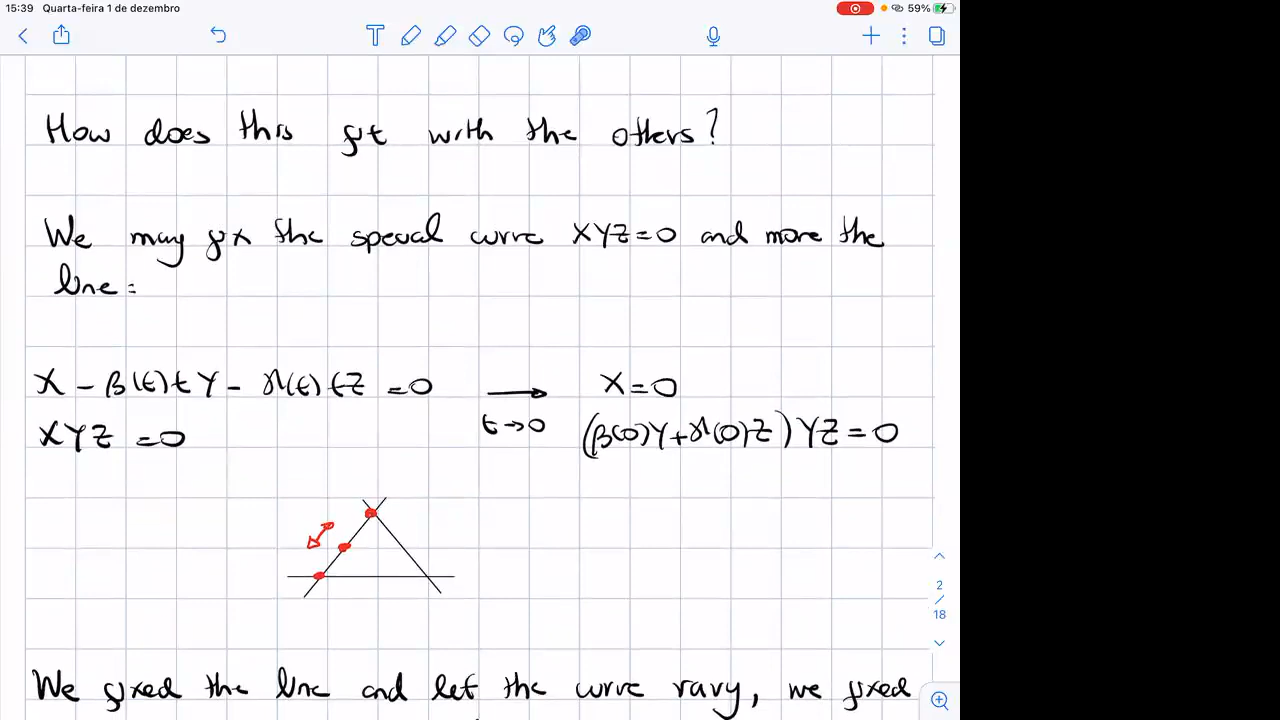 15:39 Quarta-feira 1 de dezembro 59%
How does this fit with the others?
We may fix the special curve XYZ=0 and move the
line:
X - β(t)tY - γ(t)tZ = 0 → X=0
t→0
XYZ = 0 (β(0)Y+γ(0)Z)YZ=0
2
/
18
We fixed the line and let the curve vary, we fixed